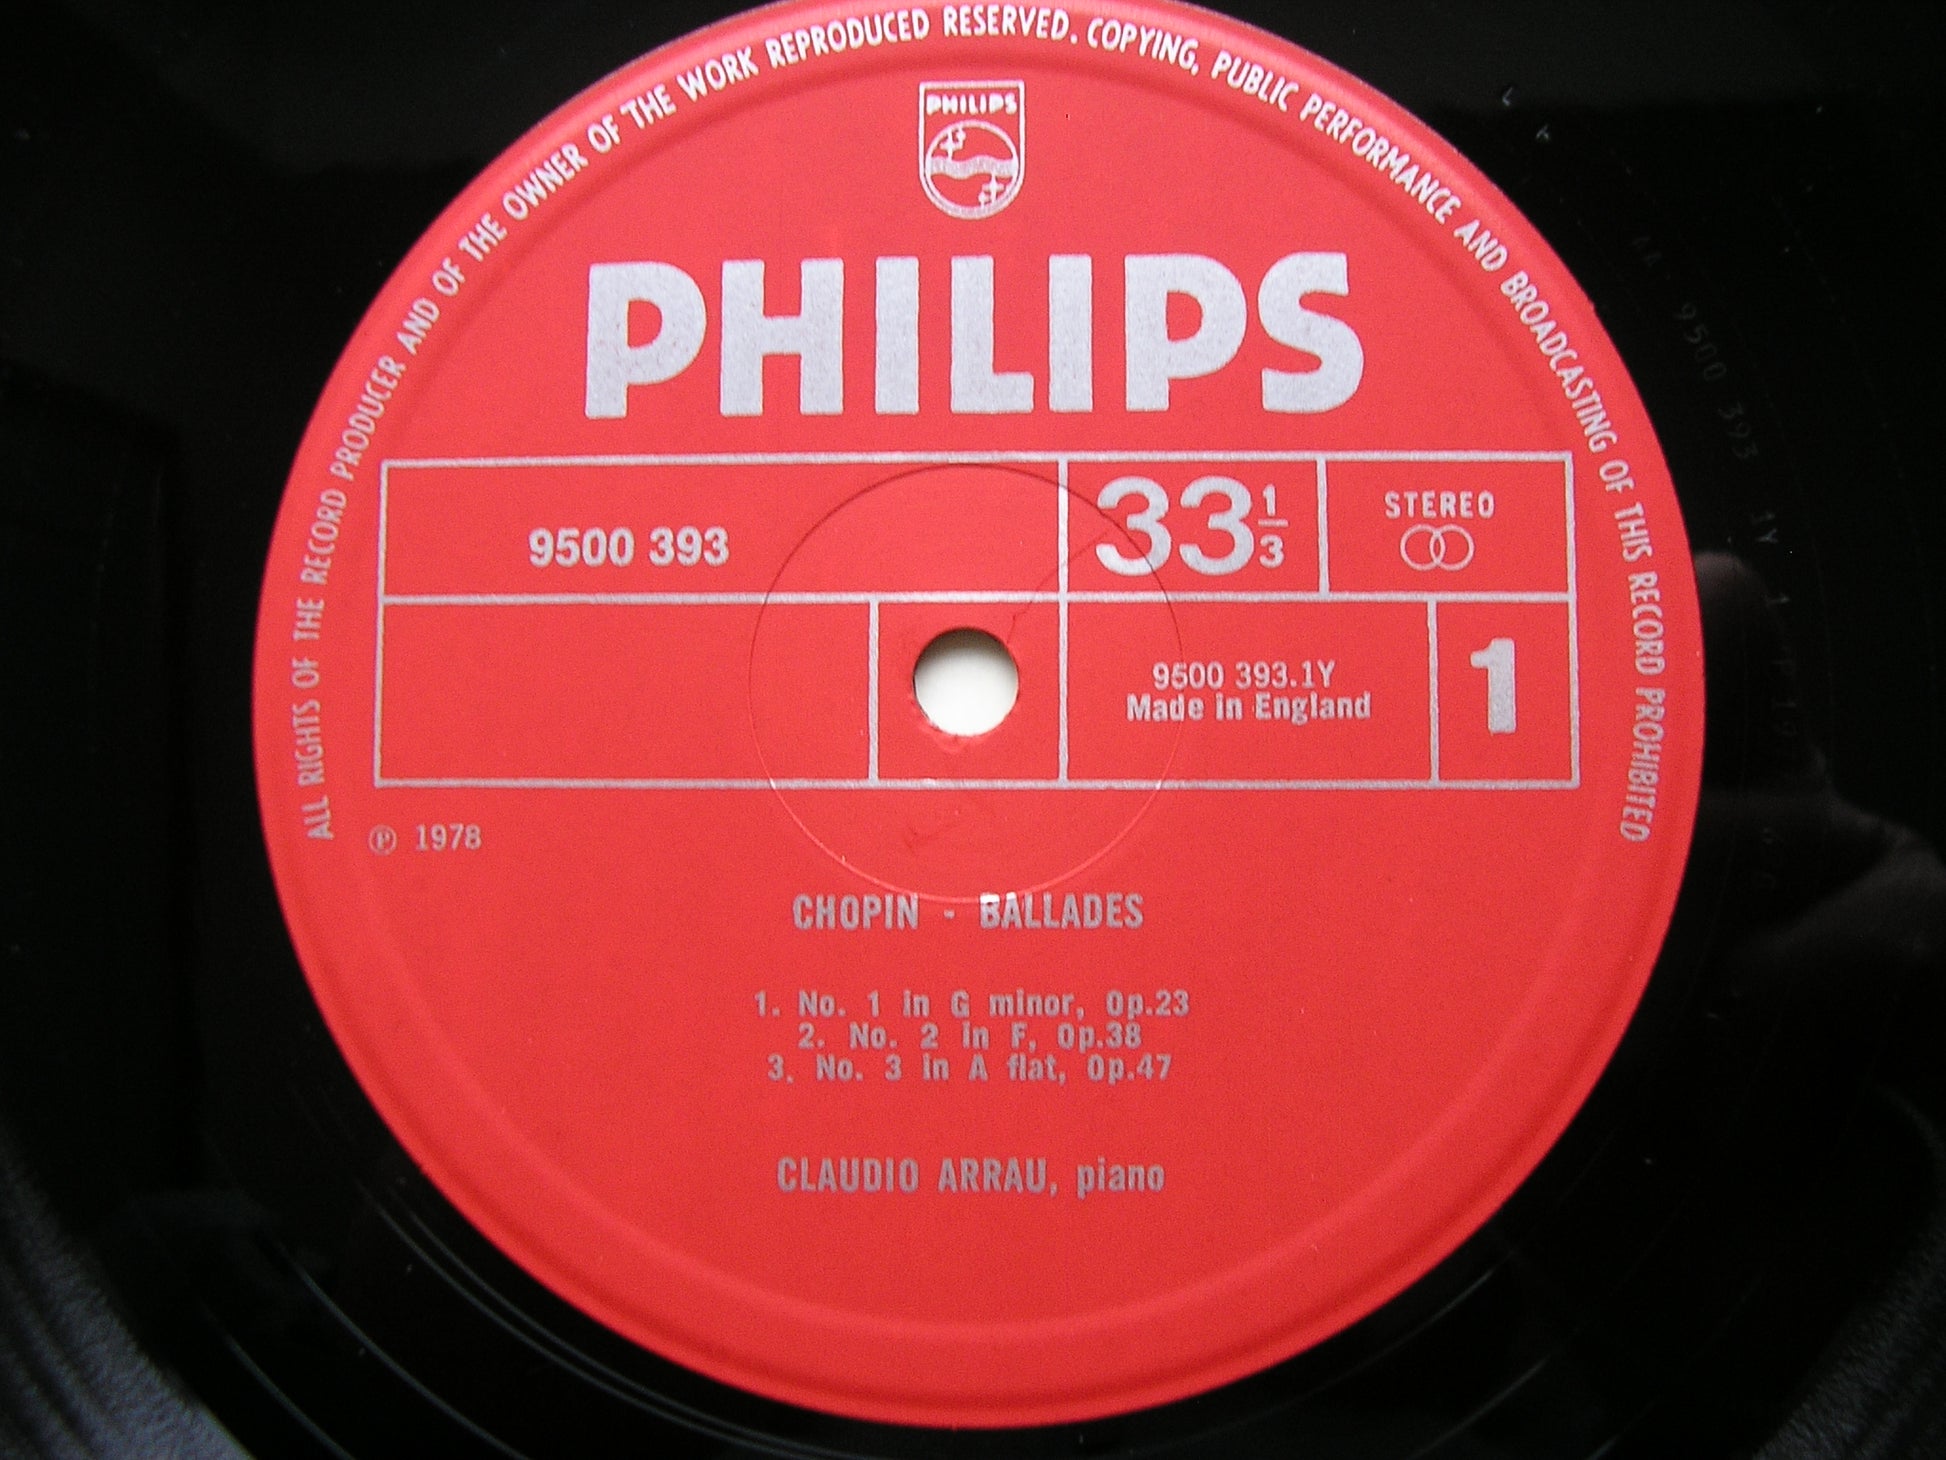 ALL RIGHTS OF THE RECORD PRODUCER AND OF THE OWNER OF THE WORK REPRODUCED RESERVED. COPYING, PUBLIC PERFORMANCE AND BROADCASTING OF THIS RECORD PROHIBITED
PHILIPS
PHILIPS
9500 393
33 1/3
STEREO
9500 393.1Y
Made in England
1
℗ 1978
CHOPIN - BALLADES
1. No. 1 in G minor, Op.23
2. No. 2 in F, Op.38
3. No. 3 in A flat, Op.47
CLAUDIO ARRAU, piano
9500 393 1Y